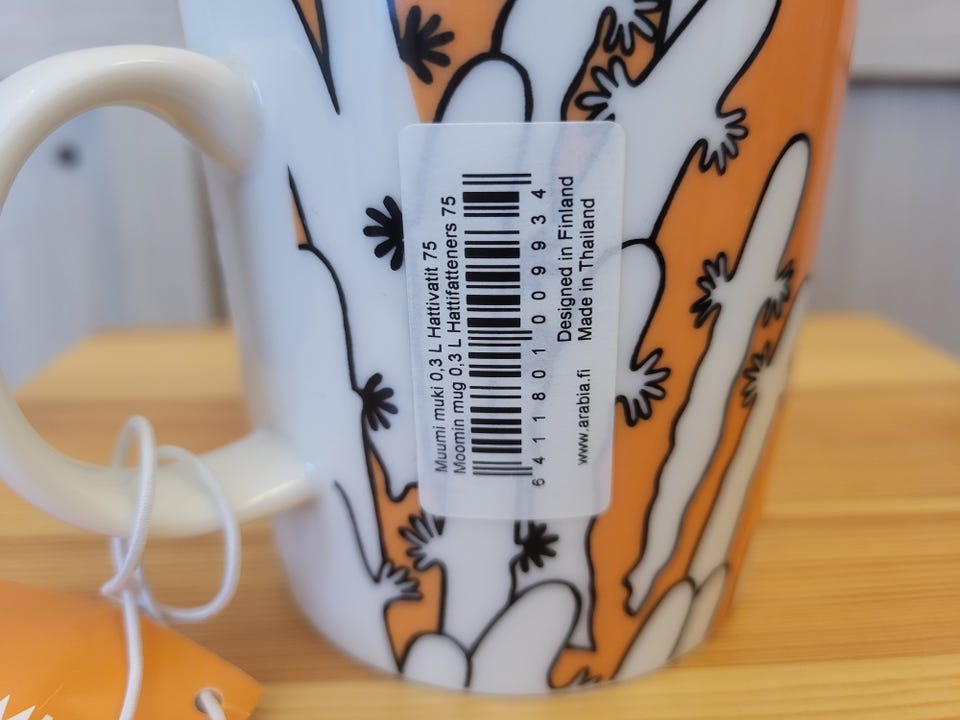 Muumi muki 0,3 L Hattivatit 75
Moomin mug 0,3 L Hattifatteners 75
6 411801 009934
Designed in Finland
www.arabia.fi Made in Thailand